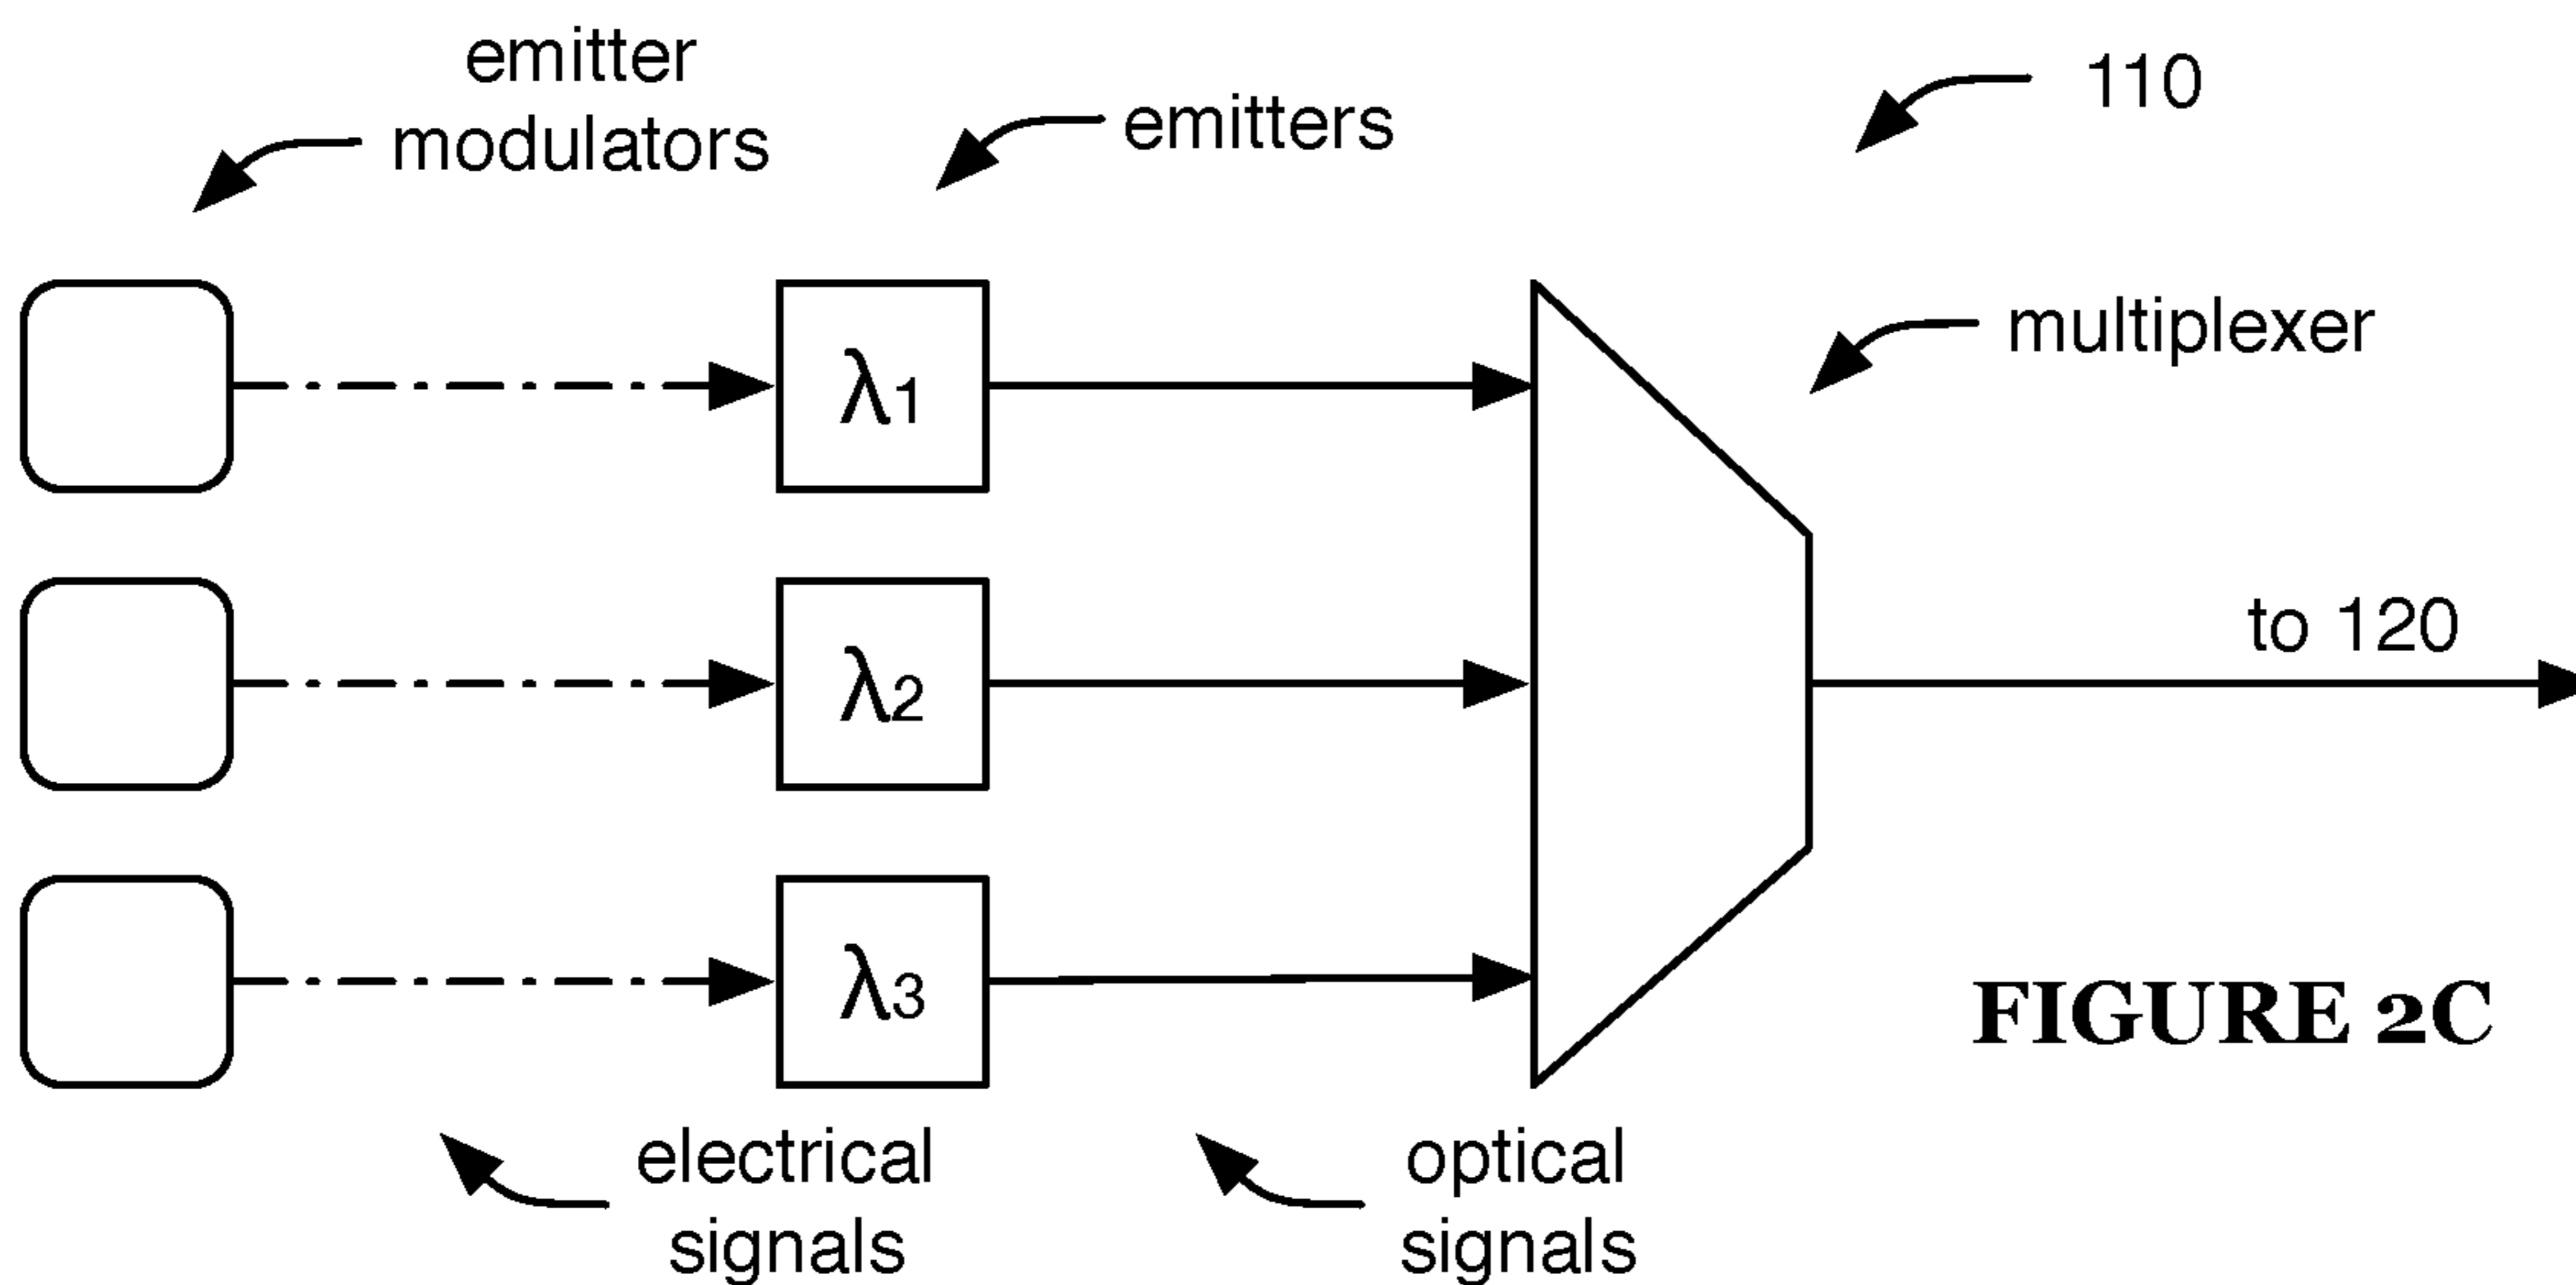 emitter
modulators
emitters
110
multiplexer
λ1
λ2
to 120
λ3
FIGURE 2C
electrical
signals
optical
signals